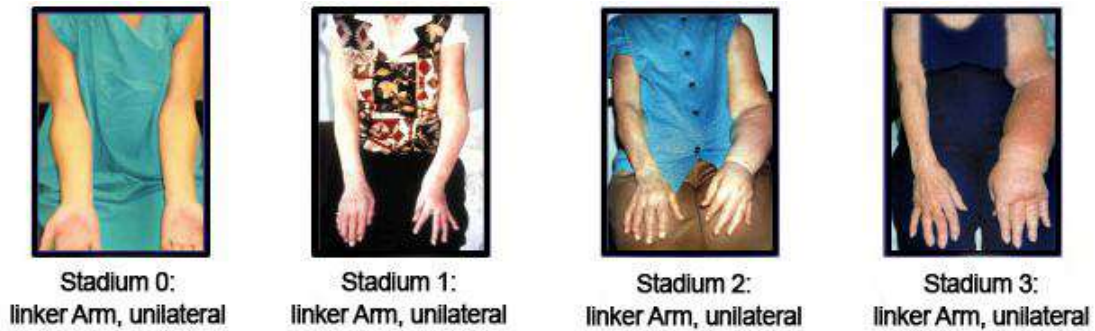 Stadium 0:
linker Arm, unilateral
Stadium 1:
linker Arm, unilateral
Stadium 2:
linker Arm, unilateral
Stadium 3:
linker Arm, unilateral